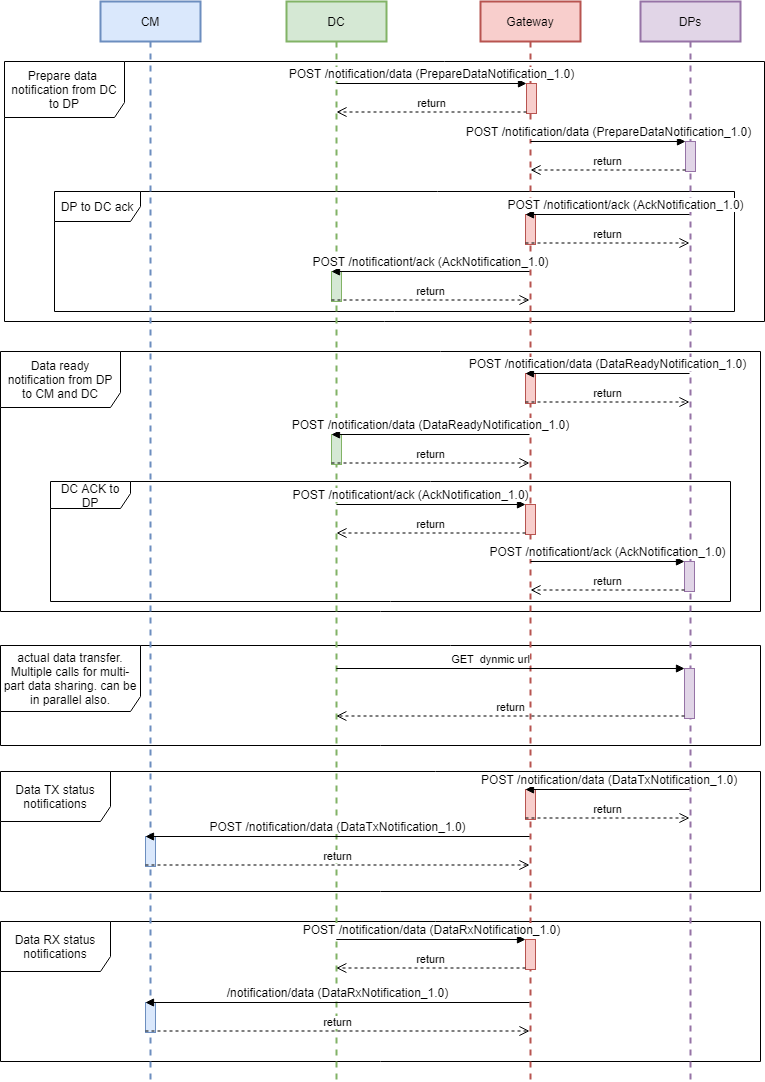 CM
DC
Gateway
DPs
Prepare data
notification from DC
to DP
POST /notification/data (PrepareDataNotification_1.0)
return
POST /notification/data (PrepareDataNotification_1.0)
return
DP to DC ack
POST /notificationt/ack (AckNotification_1.0)
return
POST /notificationt/ack (AckNotification_1.0)
return
Data ready
notification from DP
to CM and DC
POST /notification/data (DataReadyNotification_1.0)
return
POST /notification/data (DataReadyNotification_1.0)
return
DC ACK to
DP
POST /notificationt/ack (AckNotification_1.0)
return
POST /notificationt/ack (AckNotification_1.0)
return
actual data transfer.
Multiple calls for multi-
part data sharing. can be
in parallel also.
GET dynmic url
return
Data TX status
notifications
POST /notification/data (DataTxNotification_1.0)
return
POST /notification/data (DataTxNotification_1.0)
return
Data RX status
notifications
POST /notification/data (DataRxNotification_1.0)
return
/notification/data (DataRxNotification_1.0)
return